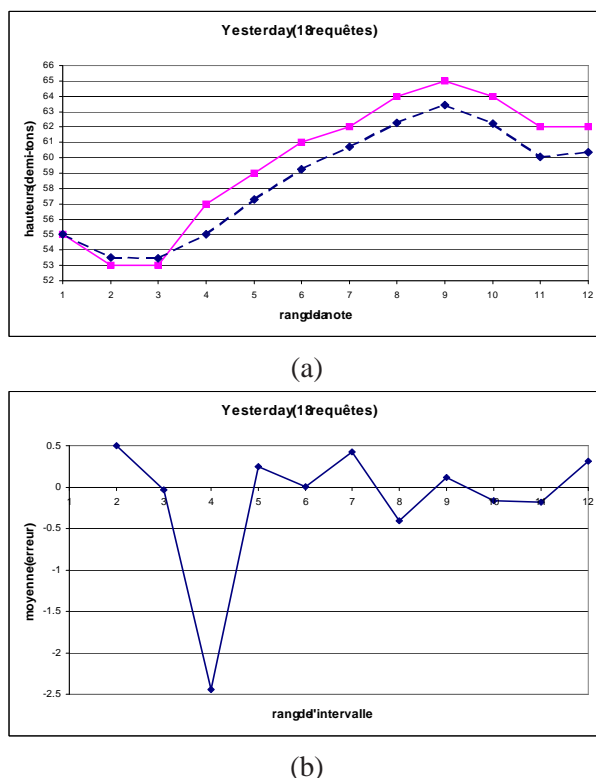 Yesterday(18requêtes)
66
65
64
63
62
61
60
59
58
57
56
55
54
53
52
hauteurs(demi-tons)
1 2 3 4 5 6 7 8 9 10 11 12
rangdelanote
(a)
Yesterday(18requêtes)
0.5
0
-0.5
-1
-1.5
-2
-2.5
moyenne(erreur)
1 2 3 4 5 6 7 8 9 10 11 12
rangdel'intervalle
(b)